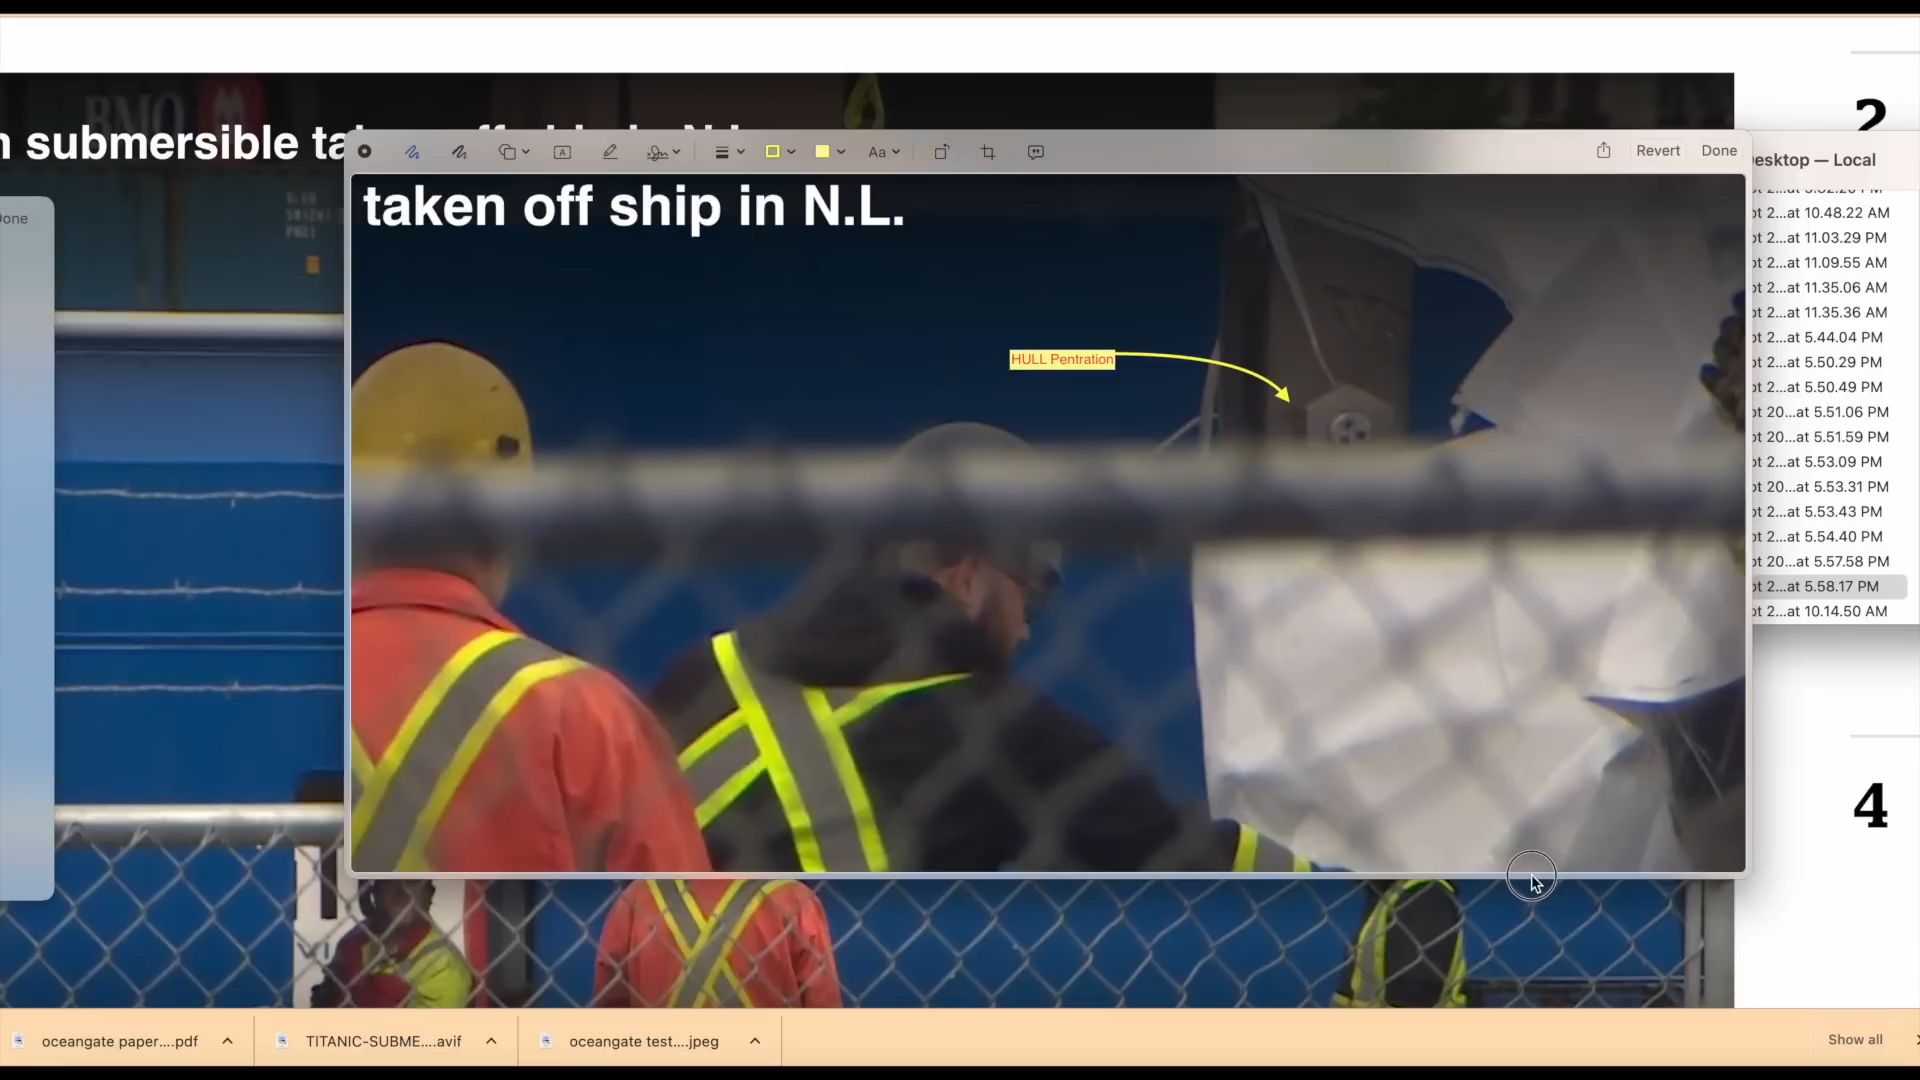 2
BMO
n submersible ta
Revert
Done
esktop — Local
Done
taken off ship in N.L.
ot 2...at 10.48.22 AM
ot 2...at 11.03.29 PM
ot 2...at 11.09.55 AM
ot 2...at 11.35.06 AM
ot 2...at 11.35.36 AM
ot 2...at 5.44.04 PM
HULL Pentration
ot 2...at 5.50.29 PM
ot 2...at 5.50.49 PM
ot 20...at 5.51.06 PM
ot 20...at 5.51.59 PM
ot 2...at 5.53.09 PM
ot 20...at 5.53.31 PM
ot 2...at 5.53.43 PM
ot 2...at 5.54.40 PM
ot 20...at 5.57.58 PM
ot 2...at 5.58.17 PM
ot 2...at 10.14.50 AM
4
oceangate paper....pdf
TITANIC-SUBME....avif
oceangate test....jpeg
Show all